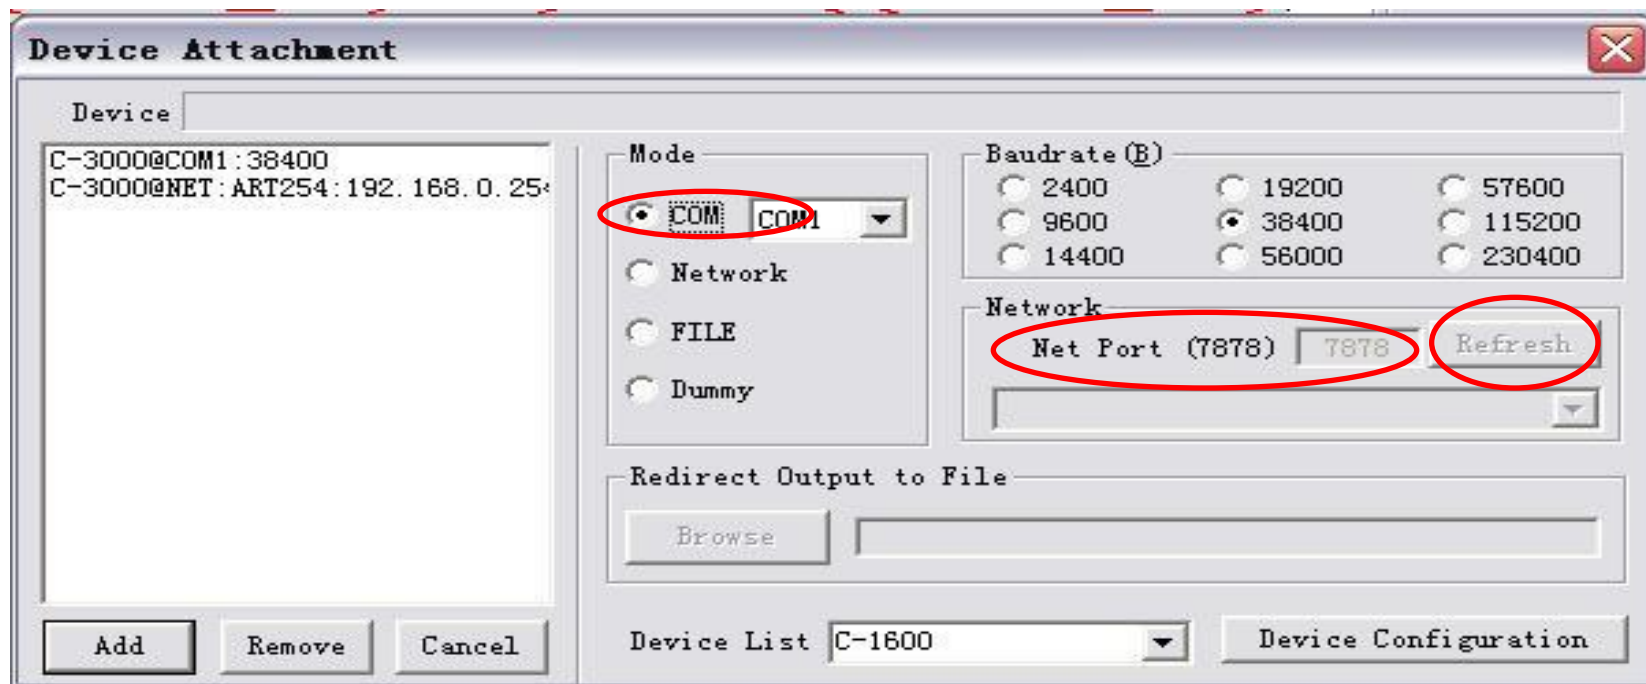 Device Attachment
Device
C-3000@COM1:38400
C-3000@NET:ART254:192.168.0.25
Mode
COM COM1
Network
FILE
Dummy
Baudrate(B)
2400 19200 57600
9600 38400 115200
14400 56000 230400
Network
Net Port (7878) 7878 Refresh
Redirect Output to File
Browse
Add Remove Cancel
Device List C-1600 Device Configuration